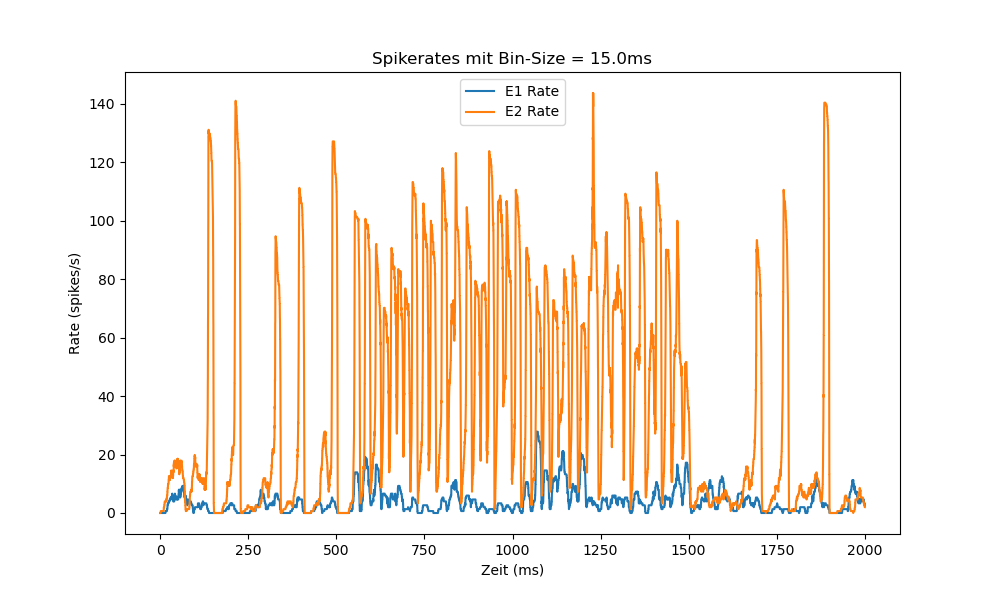 Spikerates mit Bin-Size = 15.0ms
E1 Rate
E2 Rate
140
120
100
80
60
40
20
0
Rate (spikes/s)
0 250 500 750 1000 1250 1500 1750 2000
Zeit (ms)